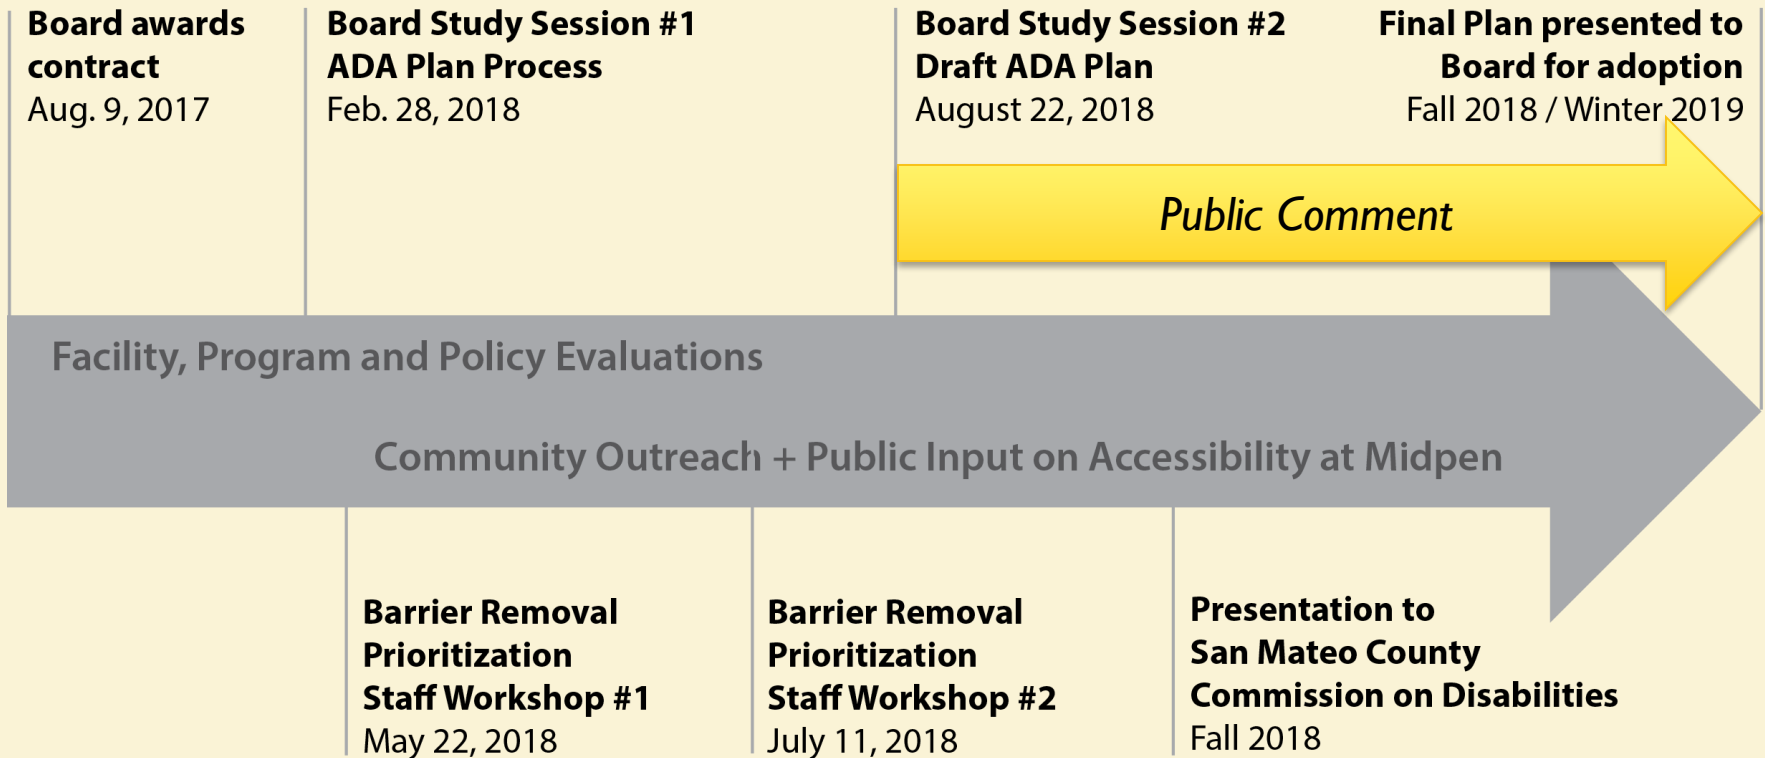 Board awards
contract
Aug. 9, 2017
Board Study Session #1
ADA Plan Process
Feb. 28, 2018
Board Study Session #2
Draft ADA Plan
August 22, 2018
Final Plan presented to
Board for adoption
Fall 2018 / Winter 2019
Public Comment
Facility, Program and Policy Evaluations
Community Outreach + Public Input on Accessibility at Midpen
Barrier Removal
Prioritization
Staff Workshop #1
May 22, 2018
Barrier Removal
Prioritization
Staff Workshop #2
July 11, 2018
Presentation to
San Mateo County
Commission on Disabilities
Fall 2018